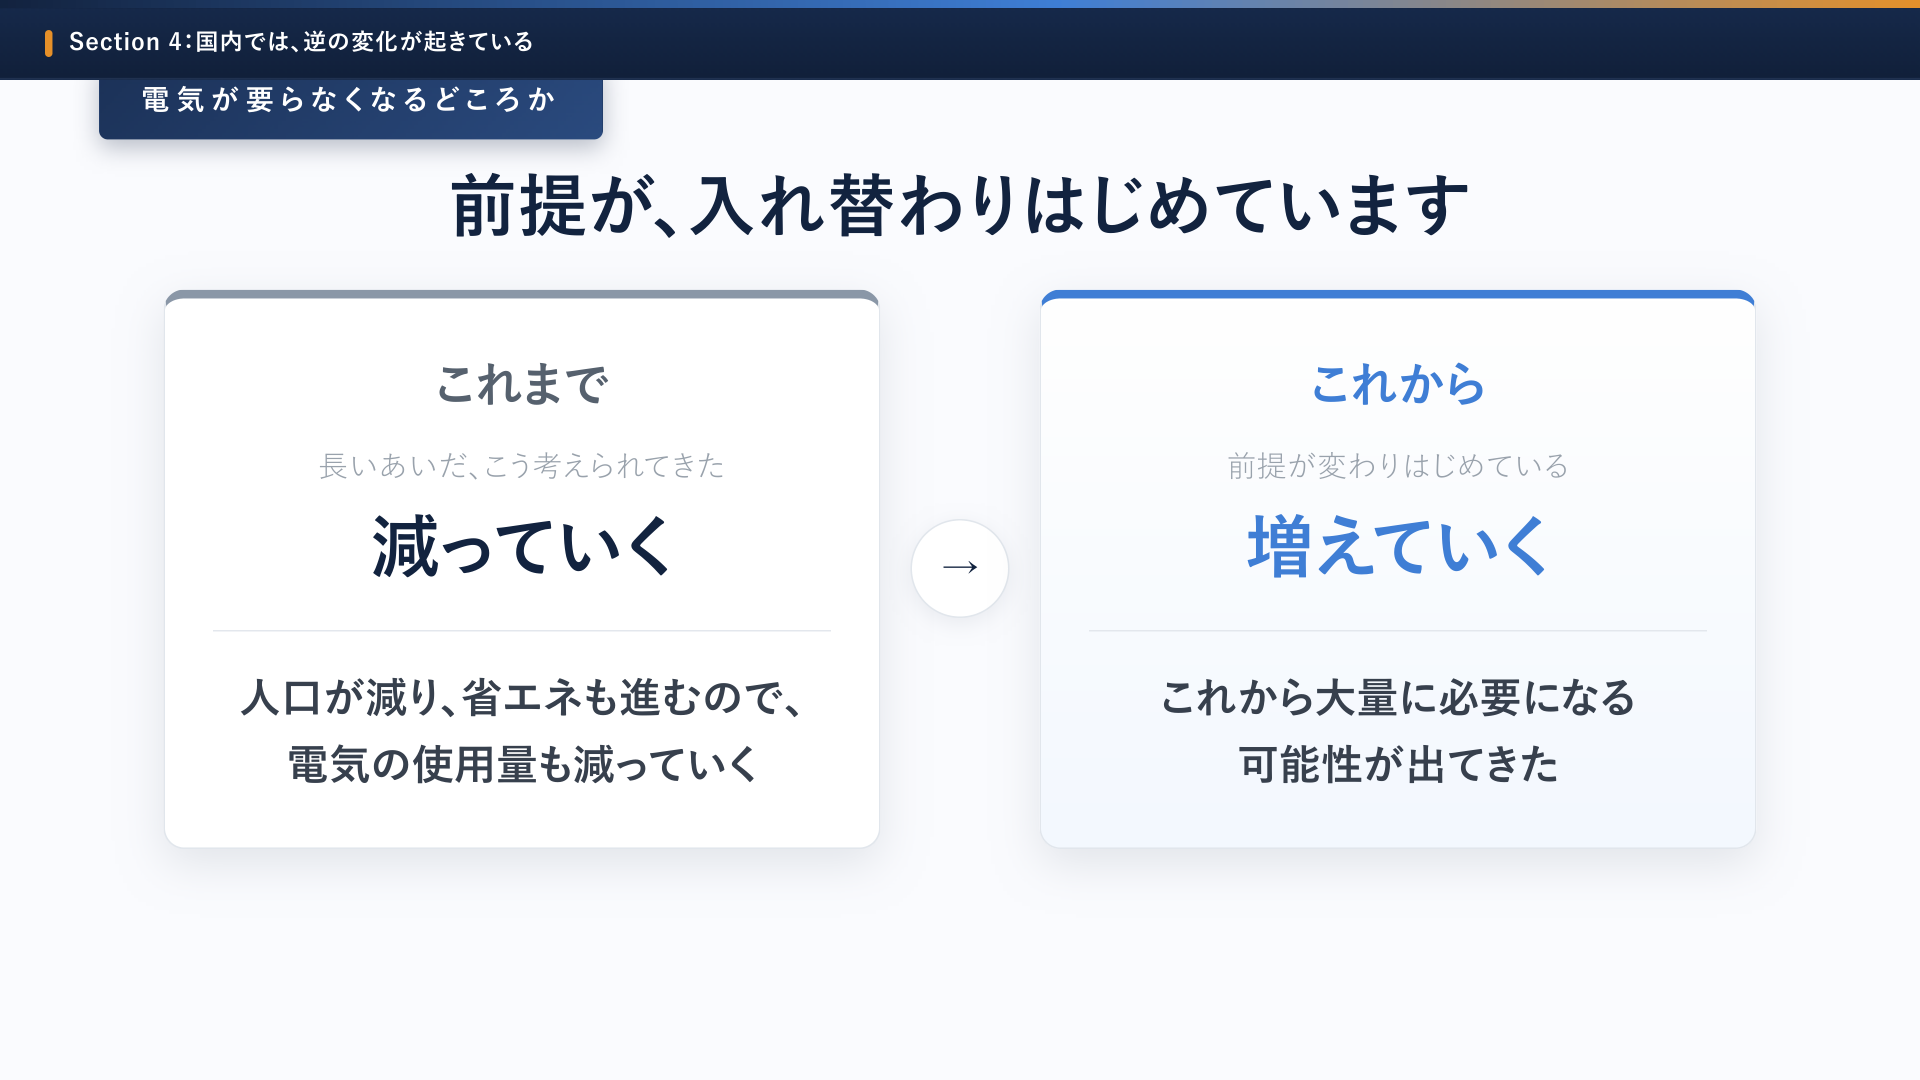 Section 4：国内では、逆の変化が起きている
電気が要らなくなるどころか
前提が、入れ替わりはじめています
これまで
長いあいだ、こう考えられてきた
減っていく
人口が減り、省エネも進むので、
電気の使用量も減っていく
→
これから
前提が変わりはじめている
増えていく
これから大量に必要になる
可能性が出てきた